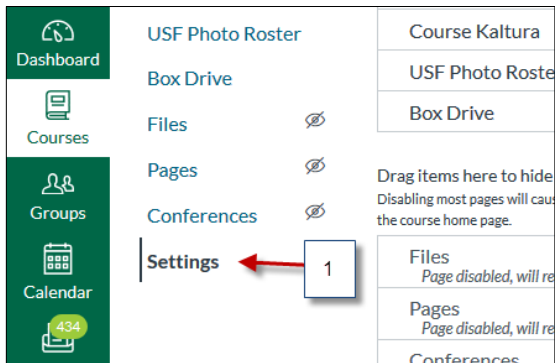 Dashboard
Courses
Groups
Calendar
434
USF Photo Roster
Box Drive
Files
Pages
Conferences
Settings
1
Course Kaltura
USF Photo Roste
Box Drive
Drag items here to hide
Disabling most pages will caus
the course home page.
Files
Page disabled, will re
Pages
Page disabled, will re
Conferences